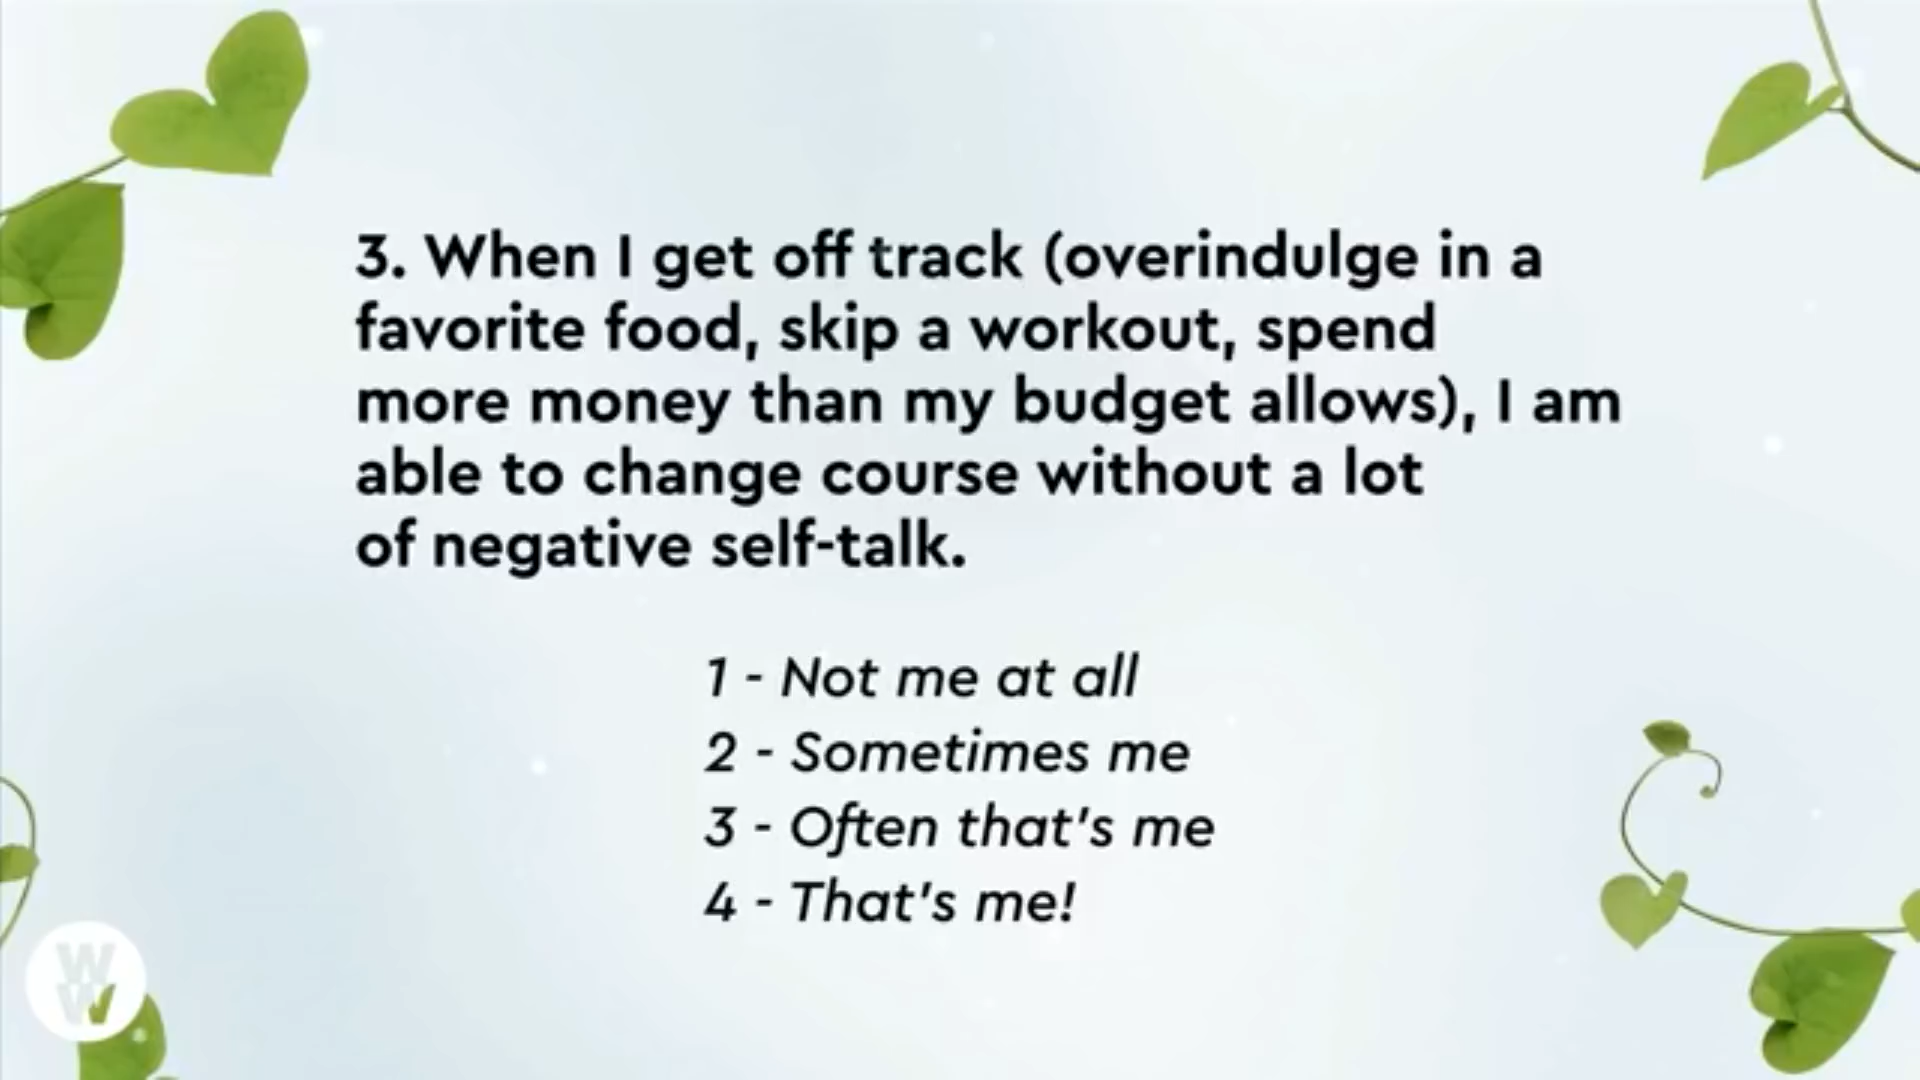 3. When I get off track (overindulge in a
favorite food, skip a workout, spend
more money than my budget allows), I am
able to change course without a lot
of negative self-talk.
1 - Not me at all
2 - Sometimes me
3 - Often that's me
4 - That's me!
W
W